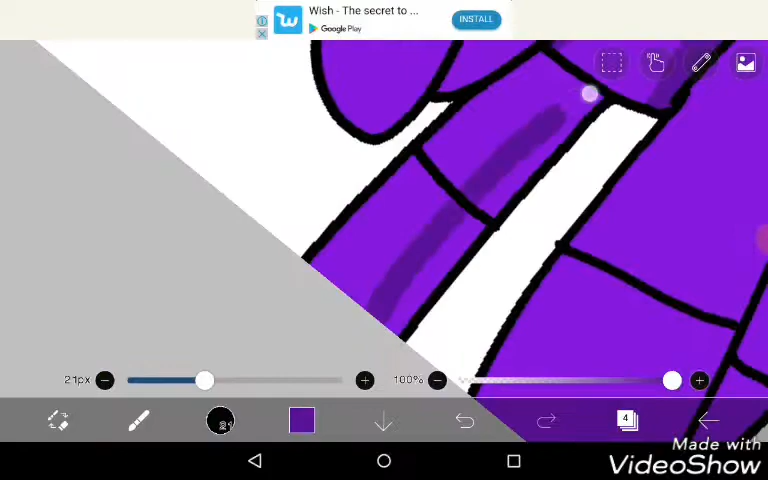 Wish - The secret to ...
Google Play
INSTALL
21px
100%
4
Made with
VideoShow